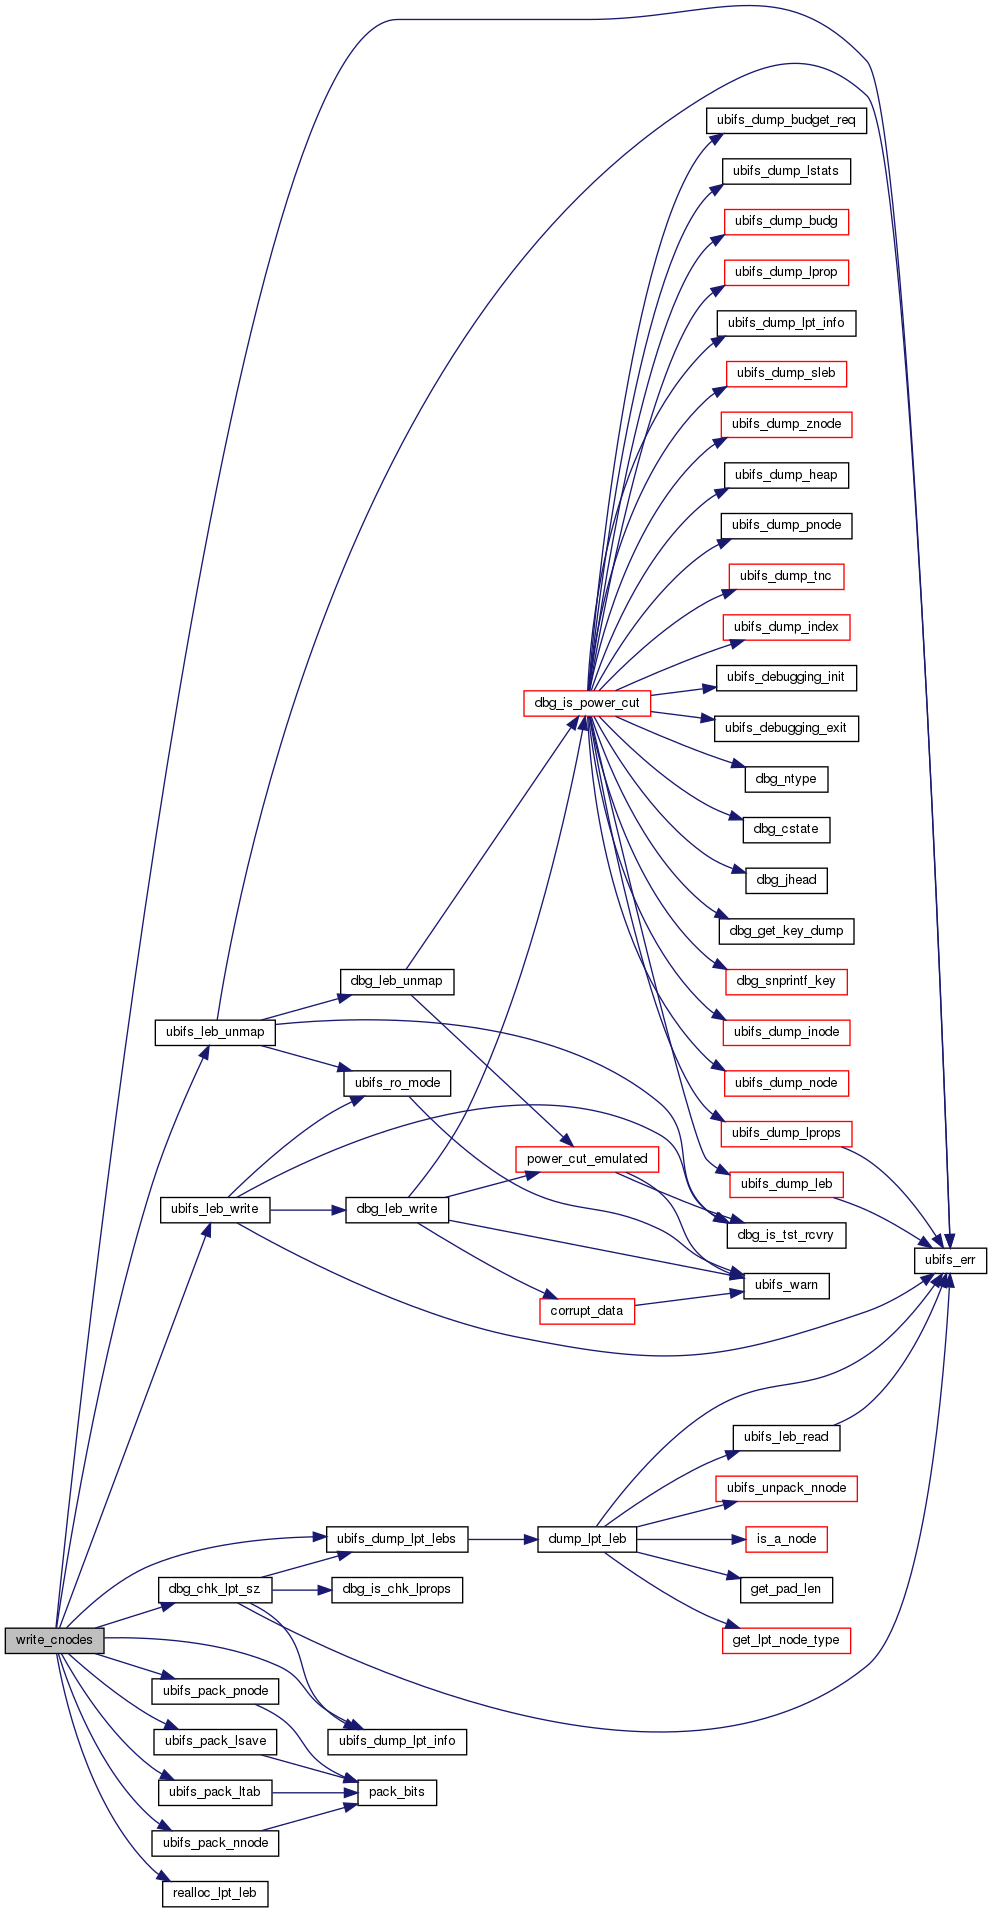 ubifs_dump_budget_req
ubifs_dump_lstats
ubifs_dump_budg
ubifs_dump_lprop
ubifs_dump_lpt_info
ubifs_dump_sleb
ubifs_dump_znode
ubifs_dump_heap
ubifs_dump_pnode
ubifs_dump_tnc
ubifs_dump_index
ubifs_debugging_init
dbg_is_power_cut
ubifs_debugging_exit
dbg_ntype
dbg_cstate
dbg_jhead
dbg_get_key_dump
dbg_leb_unmap
dbg_snprintf_key
ubifs_leb_unmap
ubifs_dump_inode
ubifs_ro_mode
ubifs_dump_node
ubifs_dump_lprops
power_cut_emulated
ubifs_dump_leb
ubifs_leb_write
dbg_leb_write
dbg_is_tst_rcvry
ubifs_err
ubifs_warn
corrupt_data
ubifs_leb_read
ubifs_unpack_nnode
ubifs_dump_lpt_lebs
dump_lpt_leb
is_a_node
dbg_chk_lpt_sz
dbg_is_chk_lprops
get_pad_len
write_cnodes
get_lpt_node_type
ubifs_pack_pnode
ubifs_pack_lsave
ubifs_dump_lpt_info
ubifs_pack_ltab
pack_bits
ubifs_pack_nnode
realloc_lpt_leb